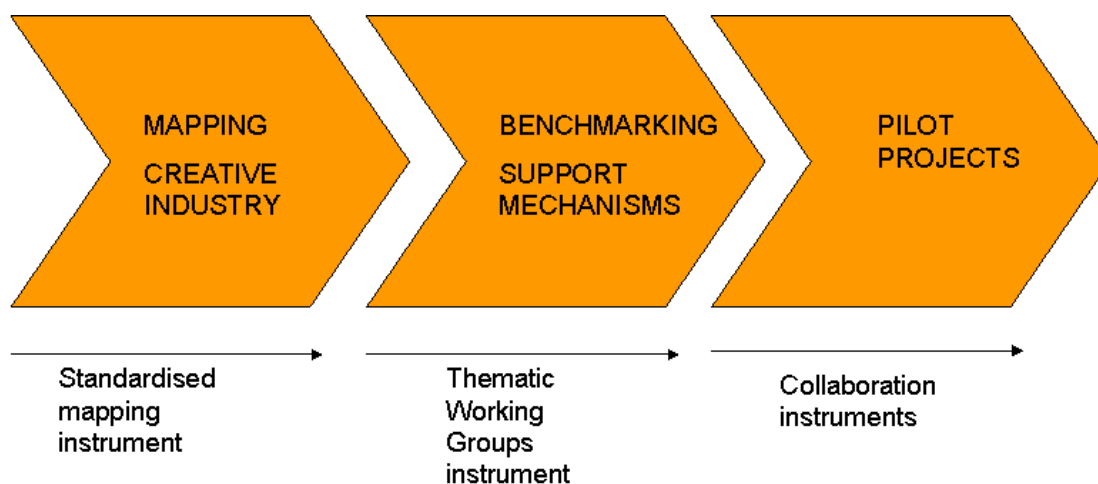 MAPPING
CREATIVE
INDUSTRY
BENCHMARKING
SUPPORT
MECHANISMS
PILOT
PROJECTS
Standardised
mapping
instrument
Thematic
Working
Groups
instrument
Collaboration
instruments